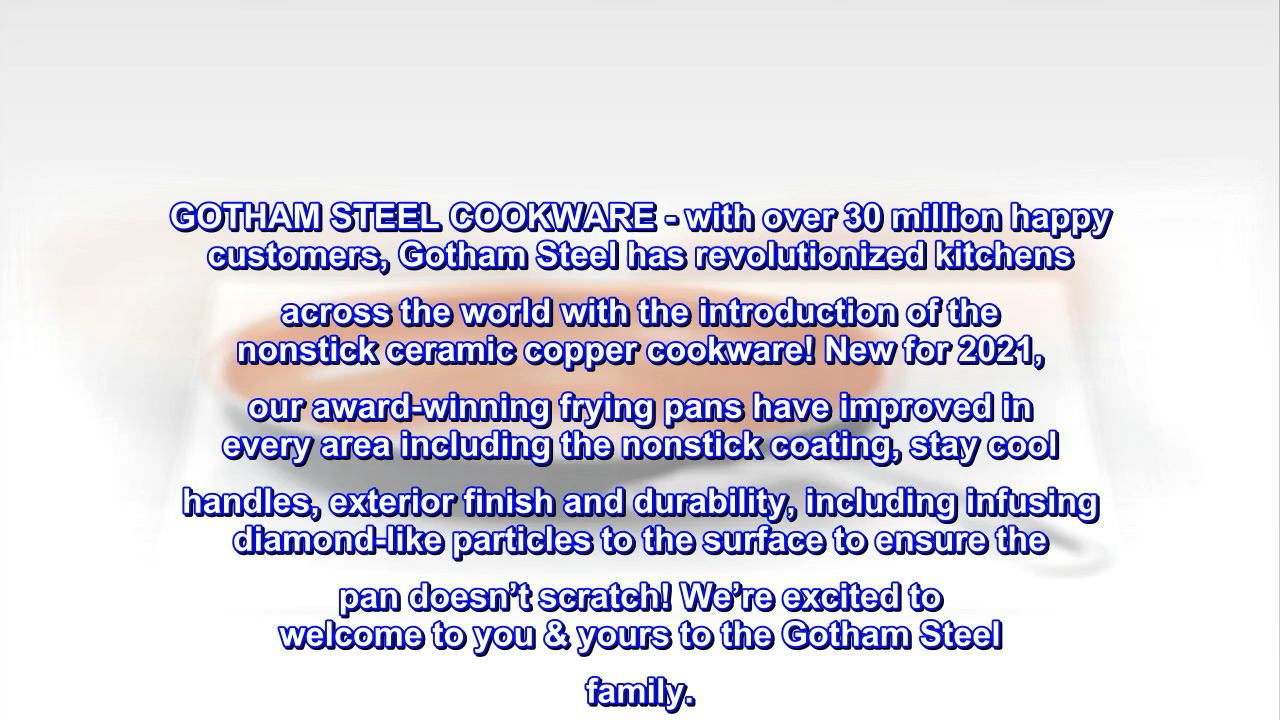 GOTHAM STEEL COOKWARE - with over 30 million happy
customers, Gotham Steel has revolutionized kitchens
across the world with the introduction of the
nonstick ceramic copper cookware! New for 2021,
our award-winning frying pans have improved in
every area including the nonstick coating, stay cool
handles, exterior finish and durability, including infusing
diamond-like particles to the surface to ensure the
pan doesn’t scratch! We’re excited to
welcome to you & yours to the Gotham Steel
family.